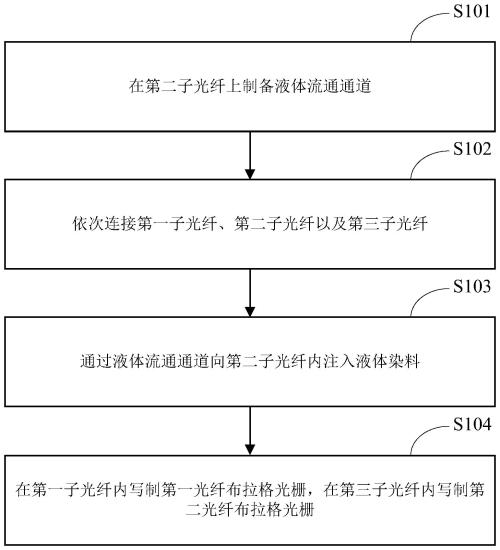 S101
在第二子光纤上制备液体流通通道
S102
依次连接第一子光纤、第二子光纤以及第三子光纤
S103
通过液体流通通道向第二子光纤内注入液体染料
S104
在第一子光纤内写制第一光纤布拉格光栅，在第三子光纤内写制第
二光纤布拉格光栅